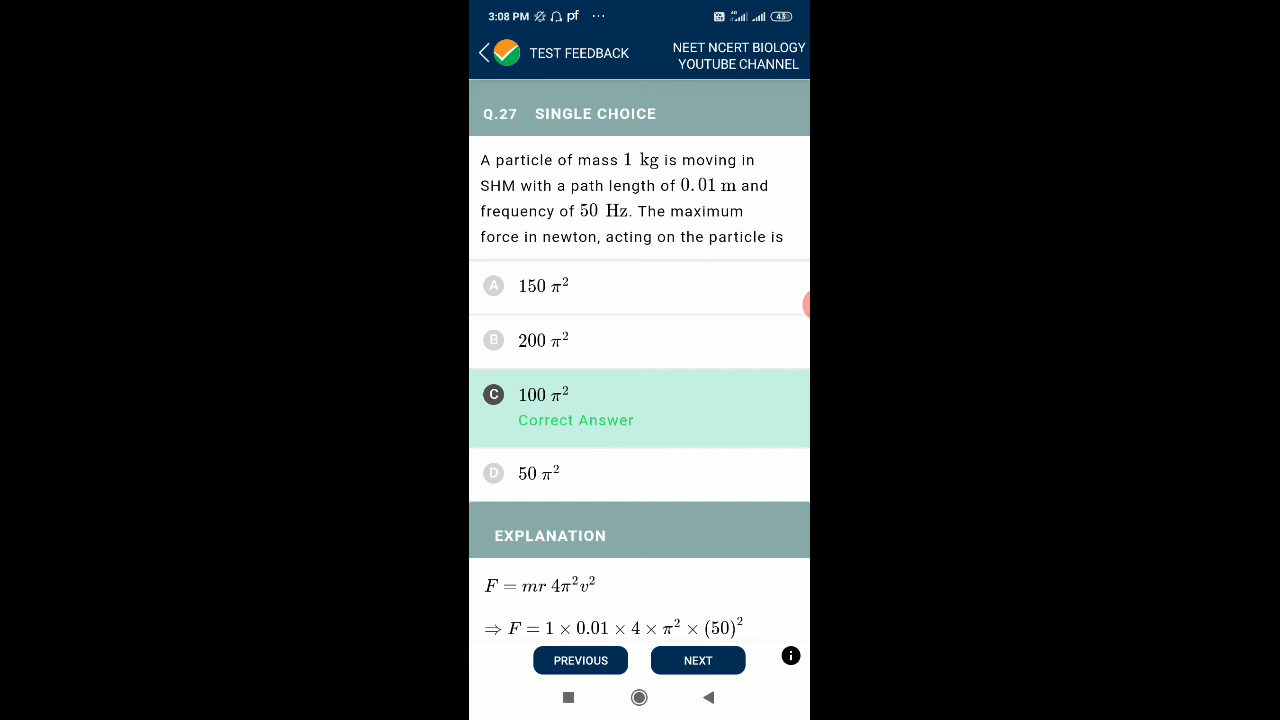 3:08 PM pf ... 4G 43
TEST FEEDBACK
NEET NCERT BIOLOGY
YOUTUBE CHANNEL
Q.27 SINGLE CHOICE
A particle of mass 1 kg is moving in
SHM with a path length of 0.01 m and
frequency of 50 Hz. The maximum
force in newton, acting on the particle is
A 150 π²
B 200 π²
C 100 π²
Correct Answer
D 50 π²
EXPLANATION
F = mr 4π²v²
⇒ F = 1 × 0.01 × 4 × π² × (50)²
PREVIOUS
NEXT
i